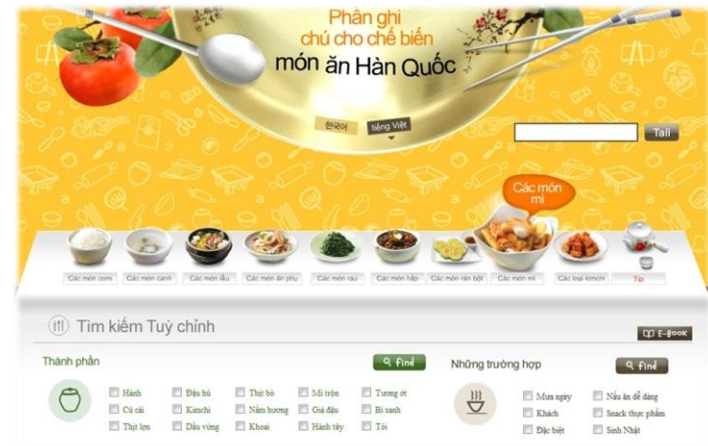 Phân ghi
chú cho chế biến
món ăn Hàn Quốc
한국어 tiếng Việt
Tải
Các món
mì
Các món cơm Các món canh Các món lẩu Các món ăn phụ Các món rau Các món hấp Các món rán bột Các món mì Các loại kimchi Tip
Tìm kiếm Tuỳ chỉnh
E-BOOK
Thành phần find Những trường hợp find
Hành Đậu hủ Thịt bò Mì trộn Tương ớt Mưa ngày Nấu ăn dễ dàng
Củ cải Kimchi Nấm hương Giá đậu Bí xanh Khách Snack thực phẩm
Thịt lợn Dầu vừng Khoai Hành tây Tỏi Đặc biệt Sinh Nhật